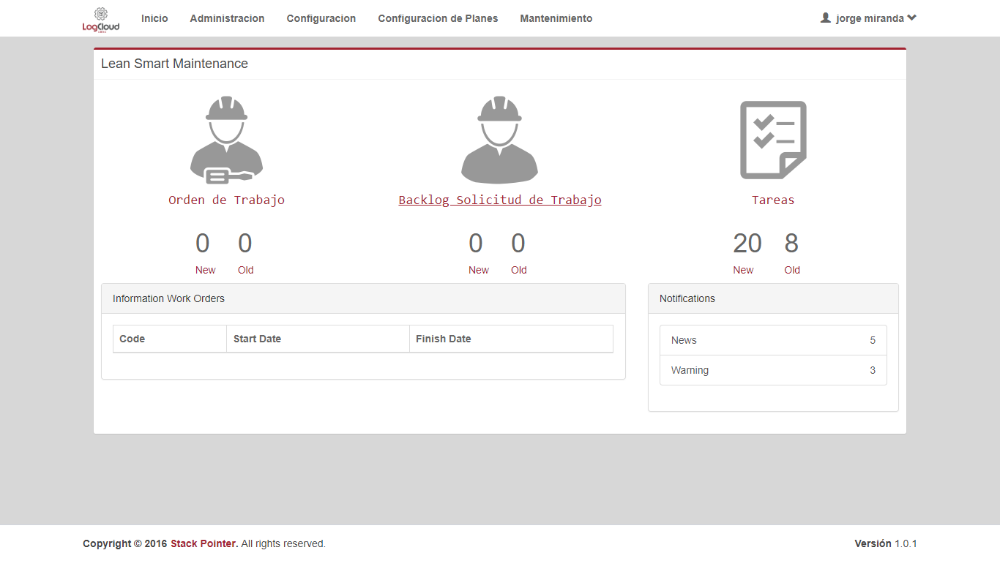 LogCloud Inicio Administracion Configuracion Configuracion de Planes Mantenimiento jorge miranda
Lean Smart Maintenance
Orden de Trabajo Backlog Solicitud de Trabajo Tareas
0 0 0 0 20 8
New Old New Old New Old
Information Work Orders
Code Start Date Finish Date
Notifications
News 5
Warning 3
Copyright © 2016 Stack Pointer. All rights reserved. Versión 1.0.1